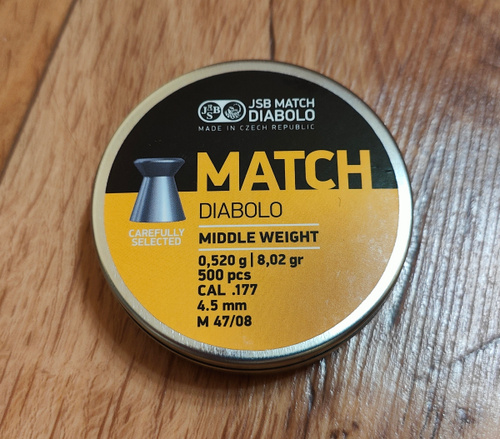 JSB
JSB MATCH
DIABOLO
MADE IN CZECH REPUBLIC
MATCH
DIABOLO
CAREFULLY
SELECTED
MIDDLE WEIGHT
0,520 g | 8,02 gr
500 pcs
CAL .177
4.5 mm
M 47/08